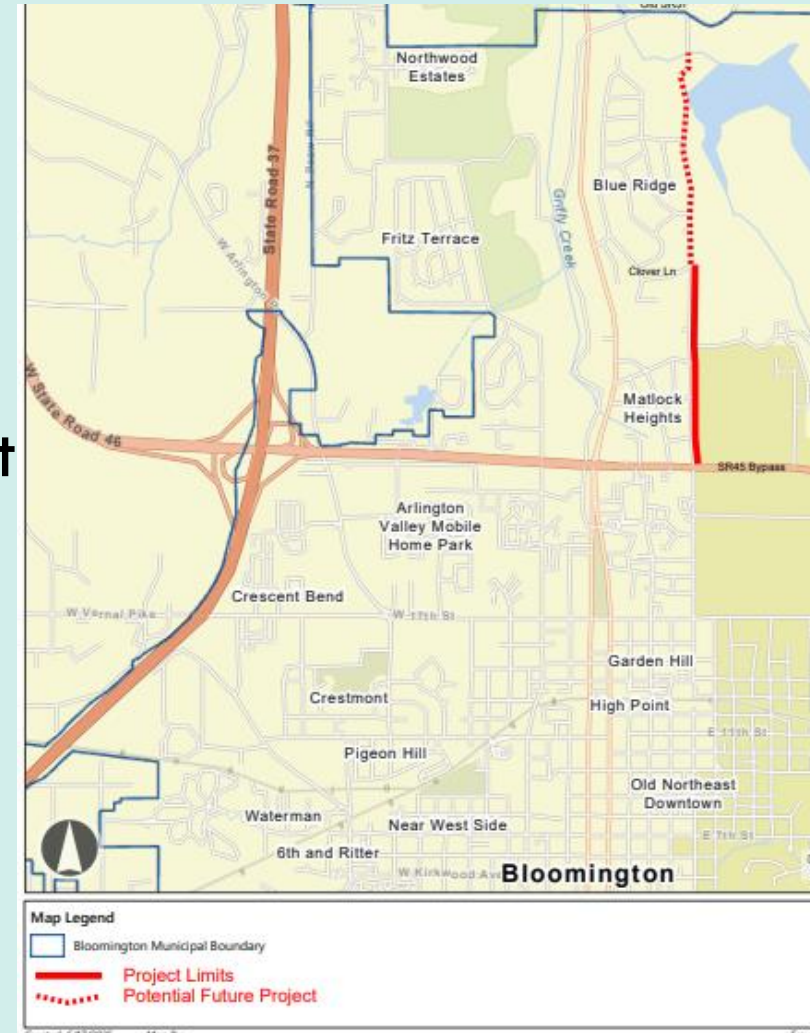 Northwood
Estates
State Road 37
Blue Ridge
Griffy Creek
Fritz Terrace
W Arlington
Clover Ln
W State Road 46
Matlock
Heights
SR45 Bypass
Arlington
Valley Mobile
Home Park
Crescent Bend
W Vernal Pike
W 17th St
Garden Hill
Crestmont
High Point
E 11th St
Pigeon Hill
Old Northeast
Downtown
Waterman
Near West Side
E 7th St
6th and Ritter
W Kirkwood Ave
Bloomington
Map Legend
Bloomington Municipal Boundary
Project Limits
Potential Future Project